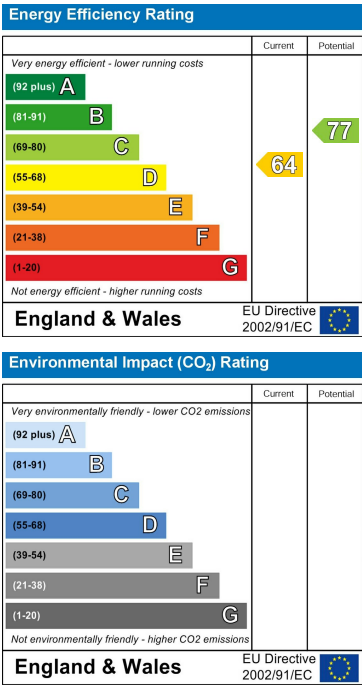 Energy Efficiency Rating
Current Potential
Very energy efficient - lower running costs
(92 plus) A
(81-91) B
(69-80) C
(55-68) D
(39-54) E
(21-38) F
(1-20) G
64
77
Not energy efficient - higher running costs
England & Wales
EU Directive
2002/91/EC
Environmental Impact (CO₂) Rating
Current Potential
Very environmentally friendly - lower CO2 emissions
(92 plus) A
(81-91) B
(69-80) C
(55-68) D
(39-54) E
(21-38) F
(1-20) G
Not environmentally friendly - higher CO2 emissions
England & Wales
EU Directive
2002/91/EC